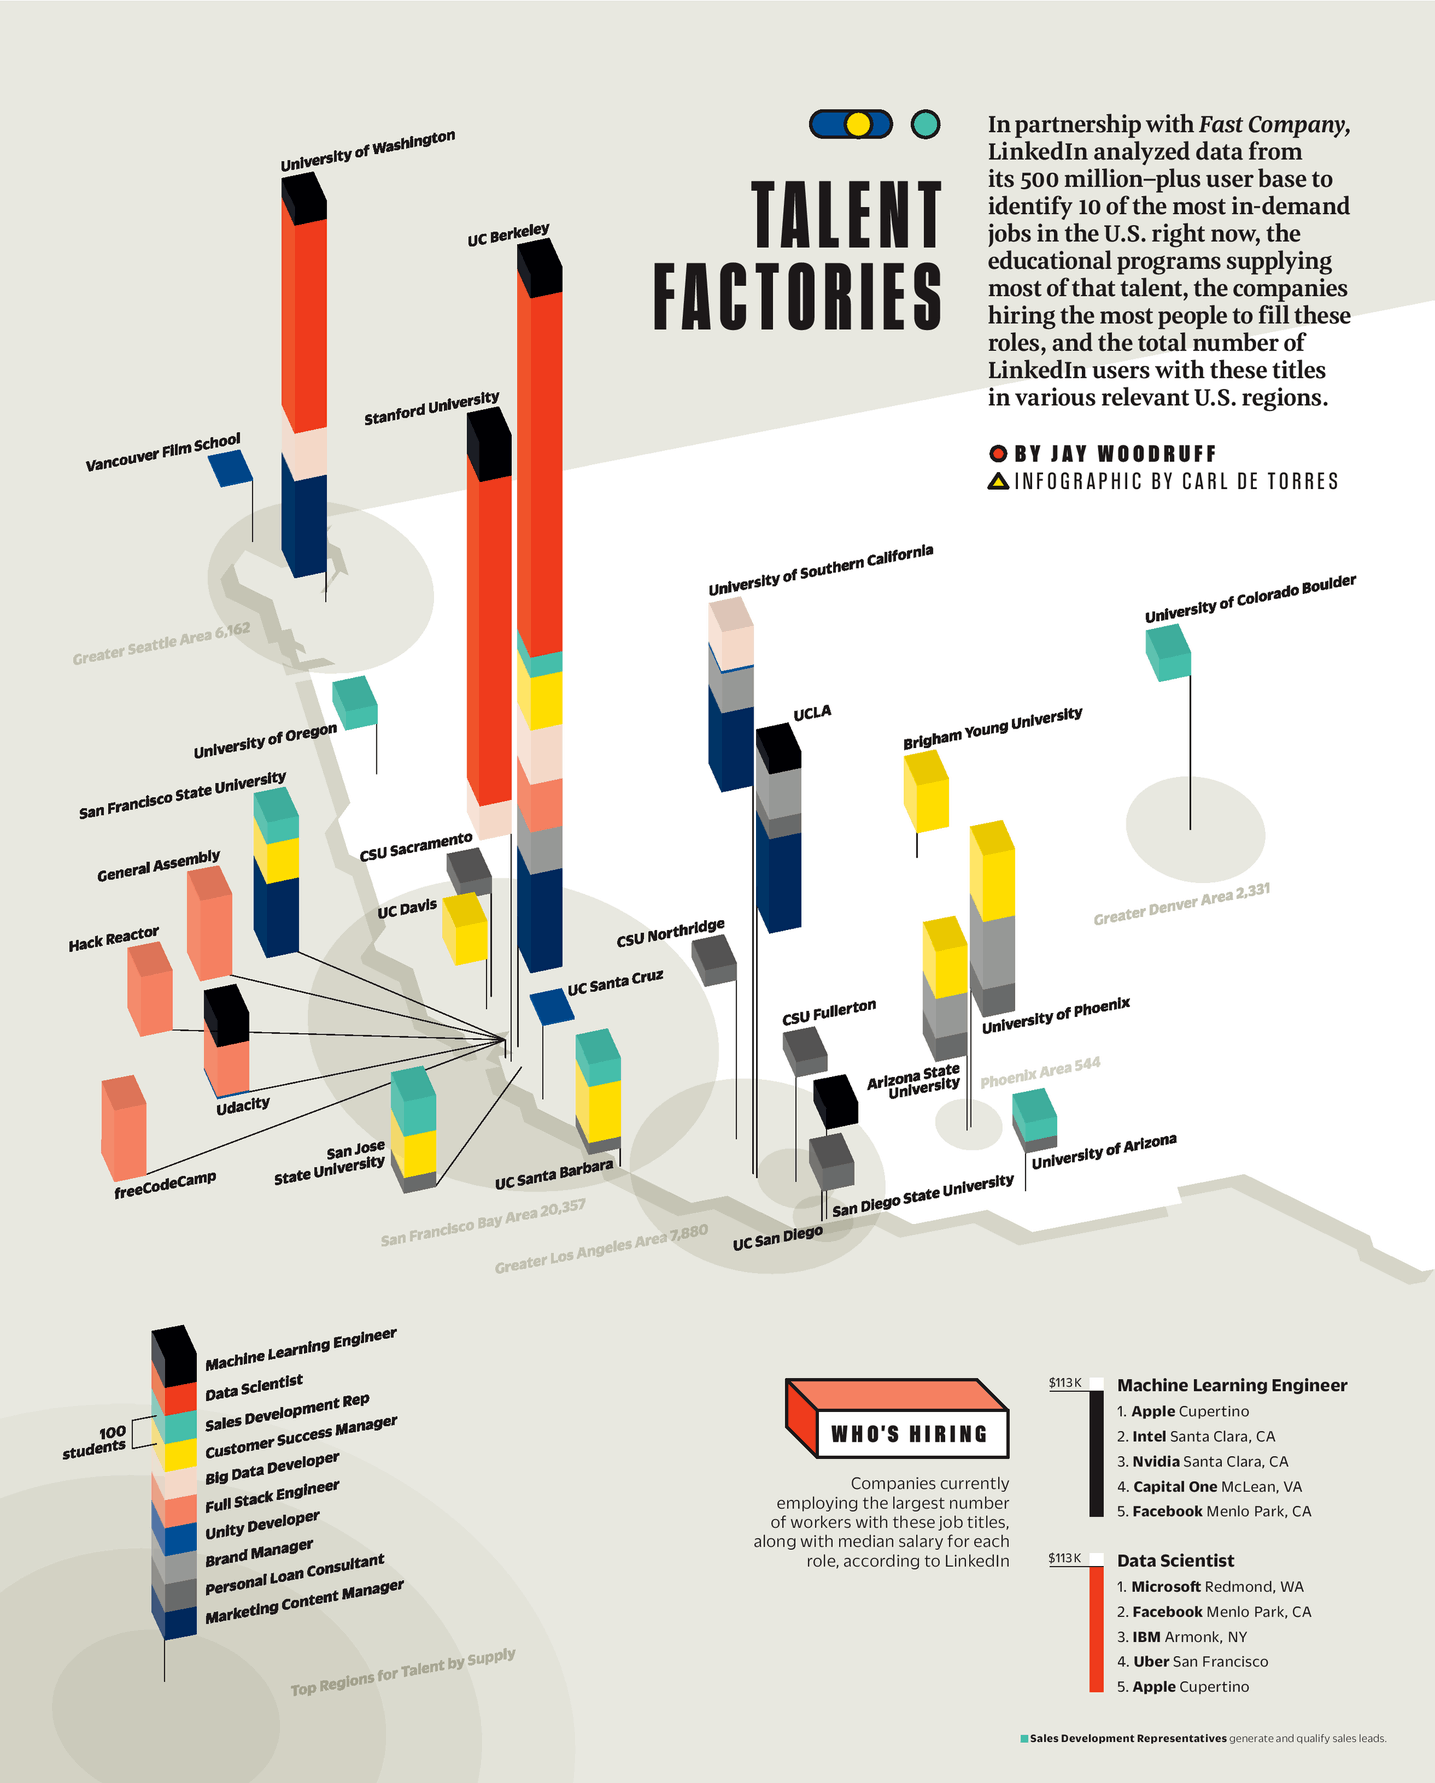 TALENT
FACTORIES
In partnership with Fast Company,
LinkedIn analyzed data from
its 500 million–plus user base to
identify 10 of the most in-demand
jobs in the U.S. right now, the
educational programs supplying
most of that talent, the companies
hiring the most people to fill these
roles, and the total number of
LinkedIn users with these titles
in various relevant U.S. regions.
BY JAY WOODRUFF
INFOGRAPHIC BY CARL DE TORRES
University of Washington
UC Berkeley
Stanford University
Vancouver Film School
University of Southern California
University of Colorado Boulder
Greater Seattle Area 6,162
UCLA
Brigham Young University
University of Oregon
San Francisco State University
CSU Sacramento
General Assembly
UC Davis
Greater Denver Area 2,331
CSU Northridge
Hack Reactor
UC Santa Cruz
CSU Fullerton
University of Phoenix
Arizona State
University
Phoenix Area 544
Udacity
University of Arizona
San Jose
State University
UC Santa Barbara
freeCodeCamp
San Diego State University
UC San Diego
San Francisco Bay Area 20,357
Greater Los Angeles Area 7,880
Machine Learning Engineer
Data Scientist
Sales Development Rep
100
students
Customer Success Manager
Big Data Developer
Full Stack Engineer
Unity Developer
Brand Manager
Personal Loan Consultant
Marketing Content Manager
Top Regions for Talent by Supply
WHO'S HIRING
Companies currently
employing the largest number
of workers with these job titles,
along with median salary for each
role, according to LinkedIn
$113K
Machine Learning Engineer
1. Apple Cupertino
2. Intel Santa Clara, CA
3. Nvidia Santa Clara, CA
4. Capital One McLean, VA
5. Facebook Menlo Park, CA
$113K
Data Scientist
1. Microsoft Redmond, WA
2. Facebook Menlo Park, CA
3. IBM Armonk, NY
4. Uber San Francisco
5. Apple Cupertino
Sales Development Representatives generate and qualify sales leads.